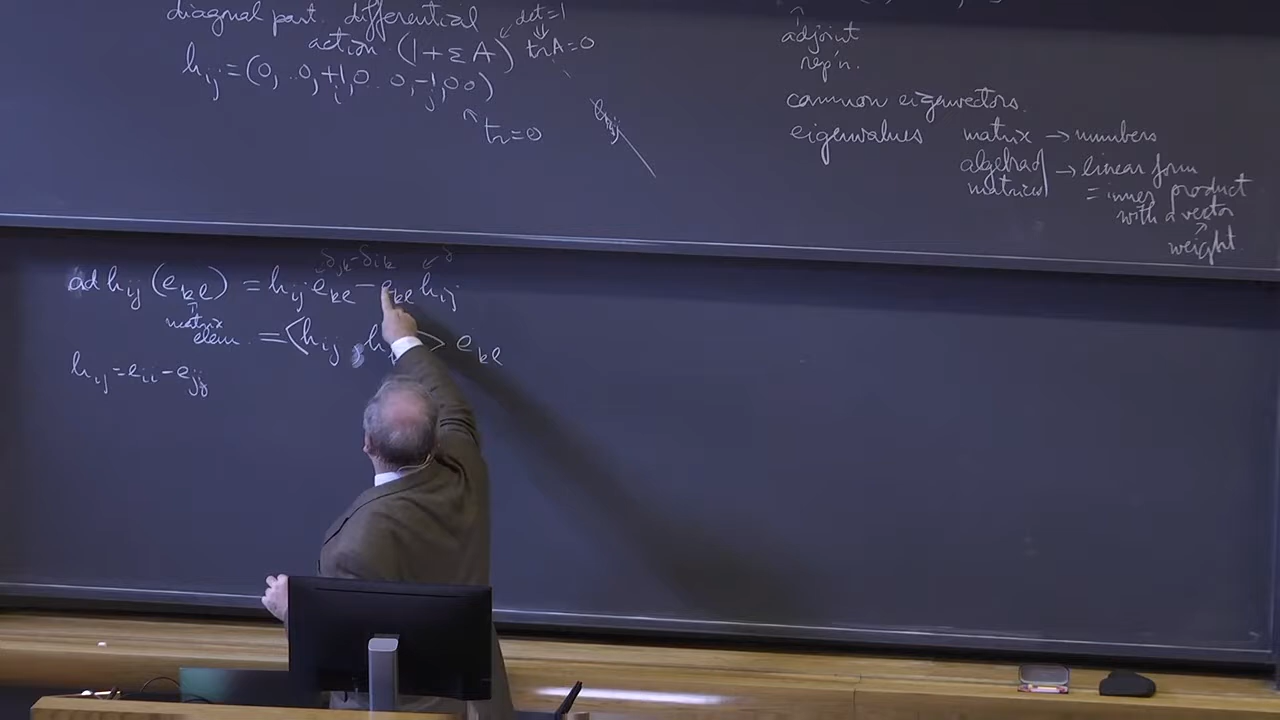 diagonal part. differential
action (1+εA) det=1
trA=0
h_ij=(0,..0,+1,0..0,-1,00)
i j
tr=0
adjoint
rep'n.
common eigenvectors.
eigenvalues matrix → numbers
algebra of matrices → linear form
= inner product
with a vector
weight
δ_jk-δ_ik δ
ad h_ij (e_kl) = h_ij e_kl - e_kl h_ij
matrix
elem.
= <h_ij, h > e_kl
h_ij = e_ii - e_jj